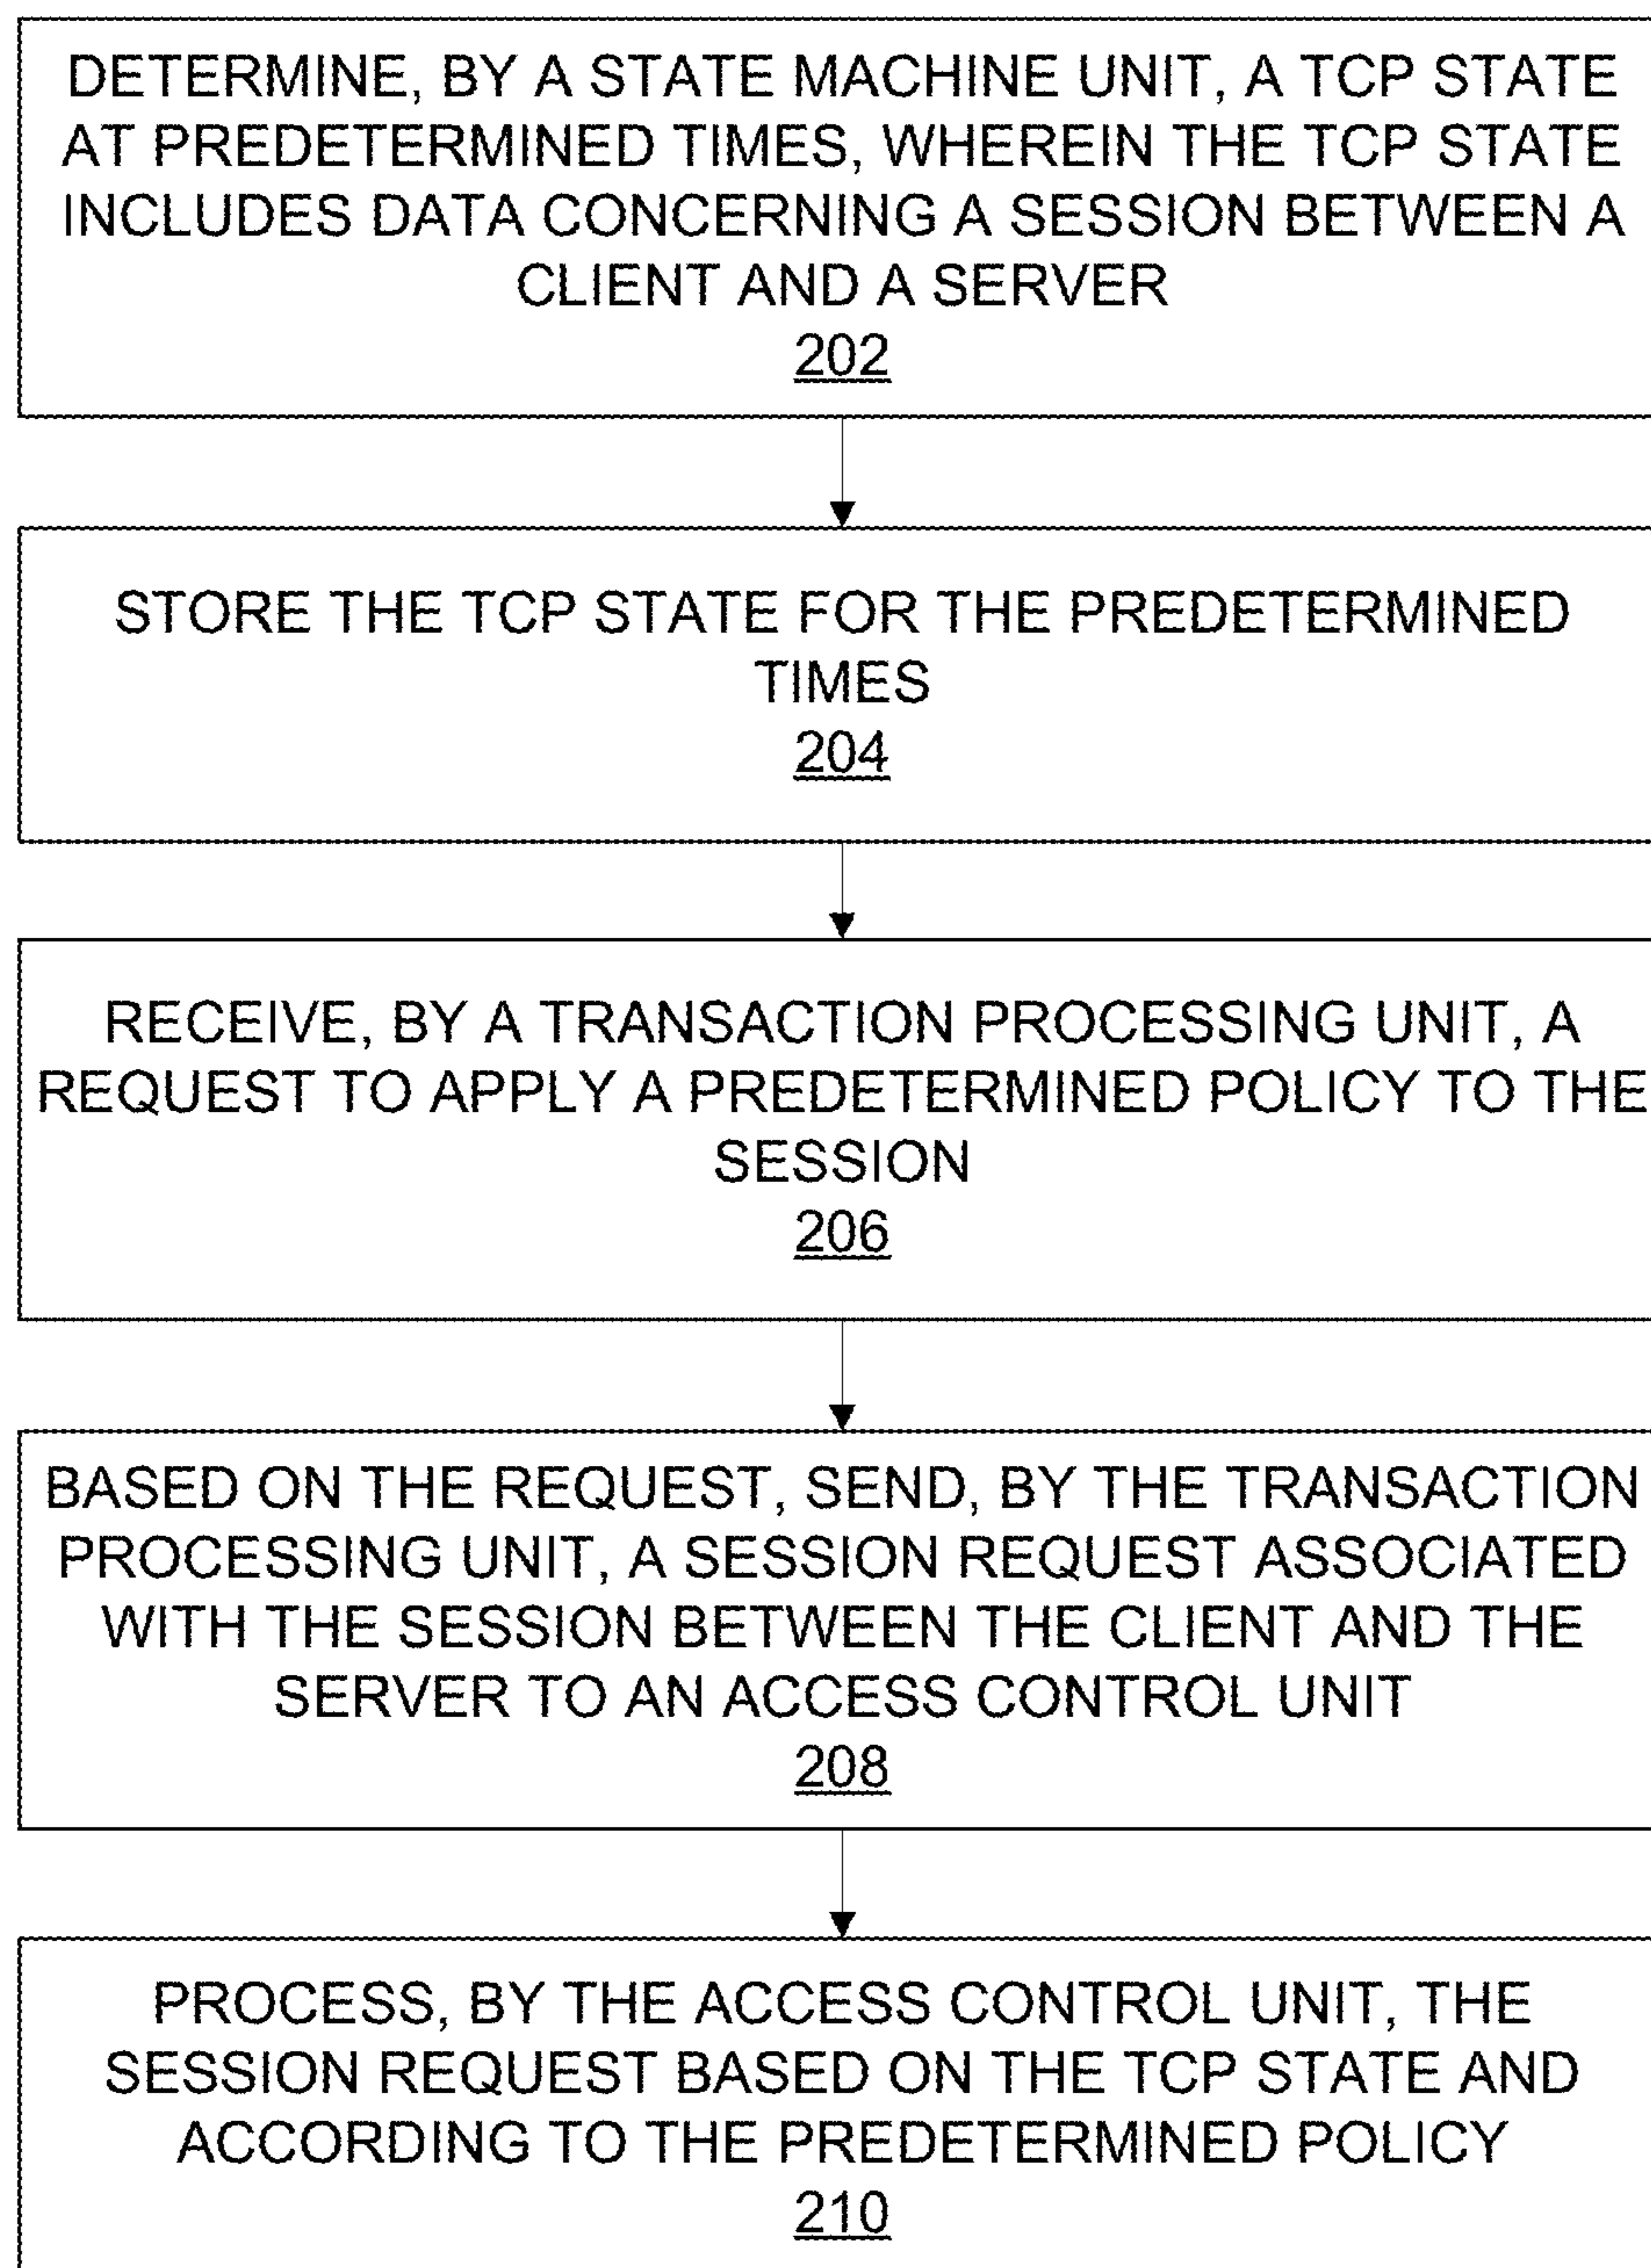 DETERMINE, BY A STATE MACHINE UNIT, A TCP STATE
AT PREDETERMINED TIMES, WHEREIN THE TCP STATE
INCLUDES DATA CONCERNING A SESSION BETWEEN A
CLIENT AND A SERVER
202
STORE THE TCP STATE FOR THE PREDETERMINED
TIMES
204
RECEIVE, BY A TRANSACTION PROCESSING UNIT, A
REQUEST TO APPLY A PREDETERMINED POLICY TO THE
SESSION
206
BASED ON THE REQUEST, SEND, BY THE TRANSACTION
PROCESSING UNIT, A SESSION REQUEST ASSOCIATED
WITH THE SESSION BETWEEN THE CLIENT AND THE
SERVER TO AN ACCESS CONTROL UNIT
208
PROCESS, BY THE ACCESS CONTROL UNIT, THE
SESSION REQUEST BASED ON THE TCP STATE AND
ACCORDING TO THE PREDETERMINED POLICY
210